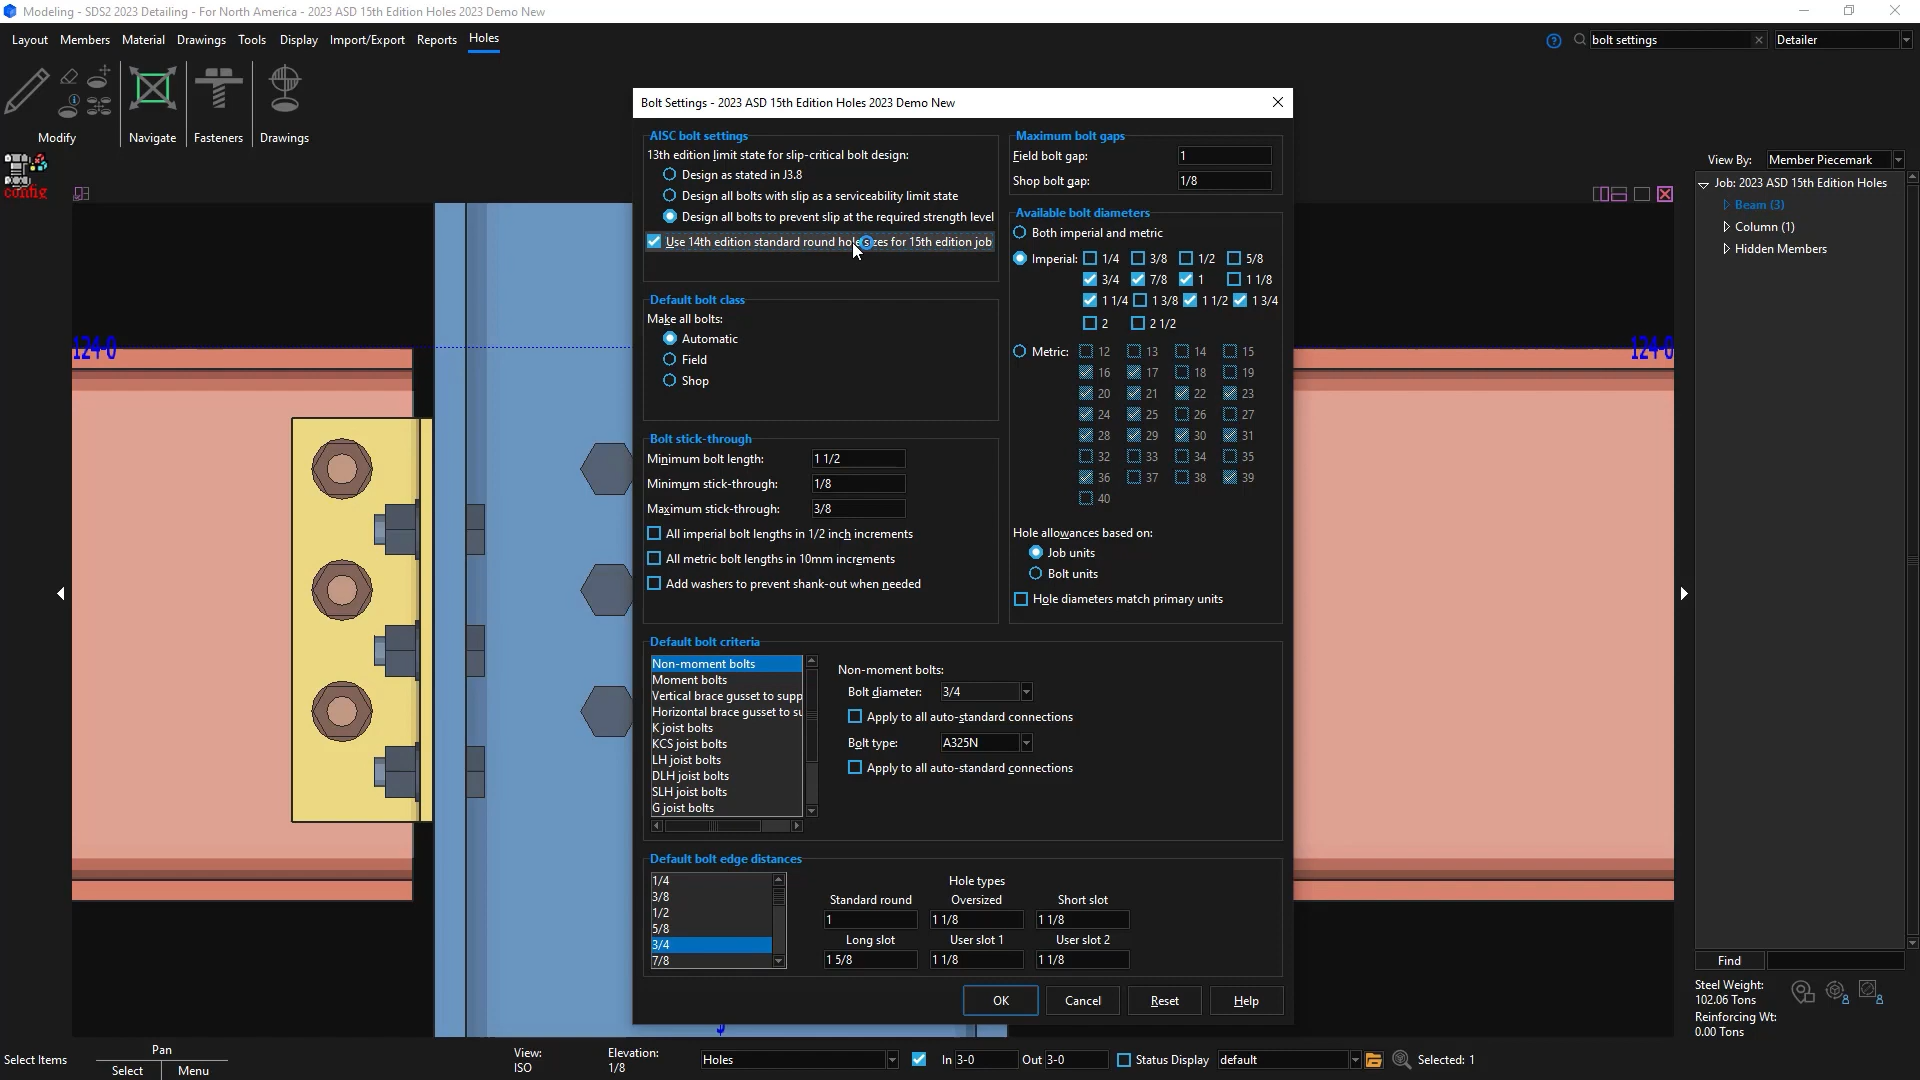 Modeling - SDS2 2023 Detailing - For North America - 2023 ASD 15th Edition Holes 2023 Demo New
Layout Members Material Drawings Tools Display Import/Export Reports Holes
? bolt settings × Detailer
Modify Navigate Fasteners Drawings
config
View By: Member Piecemark
Job: 2023 ASD 15th Edition Holes
Beam (3)
Column (1)
Hidden Members
124-0
124-0
Bolt Settings - 2023 ASD 15th Edition Holes 2023 Demo New
AISC bolt settings
13th edition limit state for slip-critical bolt design:
Design as stated in J3.8
Design all bolts with slip as a serviceability limit state
Design all bolts to prevent slip at the required strength level
Use 14th edition standard round hole sizes for 15th edition job
Default bolt class
Make all bolts:
Automatic
Field
Shop
Bolt stick-through
Minimum bolt length: 1 1/2
Minimum stick-through: 1/8
Maximum stick-through: 3/8
All imperial bolt lengths in 1/2 inch increments
All metric bolt lengths in 10mm increments
Add washers to prevent shank-out when needed
Maximum bolt gaps
Field bolt gap: 1
Shop bolt gap: 1/8
Available bolt diameters
Both imperial and metric
Imperial: 1/4 3/8 1/2 5/8
3/4 7/8 1 1 1/8
1 1/4 1 3/8 1 1/2 1 3/4
2 2 1/2
Metric: 12 13 14 15
16 17 18 19
20 21 22 23
24 25 26 27
28 29 30 31
32 33 34 35
36 37 38 39
40
Hole allowances based on:
Job units
Bolt units
Hole diameters match primary units
Default bolt criteria
Non-moment bolts
Moment bolts
Vertical brace gusset to supp
Horizontal brace gusset to su
K joist bolts
KCS joist bolts
LH joist bolts
DLH joist bolts
SLH joist bolts
G joist bolts
Non-moment bolts:
Bolt diameter: 3/4
Apply to all auto-standard connections
Bolt type: A325N
Apply to all auto-standard connections
Default bolt edge distances
1/4
3/8
1/2
5/8
3/4
7/8
Hole types
Standard round Oversized Short slot
1 1 1/8 1 1/8
Long slot User slot 1 User slot 2
1 5/8 1 1/8 1 1/8
OK Cancel Reset Help
Find
Steel Weight:
102.06 Tons
Reinforcing Wt:
0.00 Tons
Select Items
Pan
Select Menu
View:
ISO
Elevation:
1/8
Holes In 3-0 Out 3-0 Status Display default Selected: 1